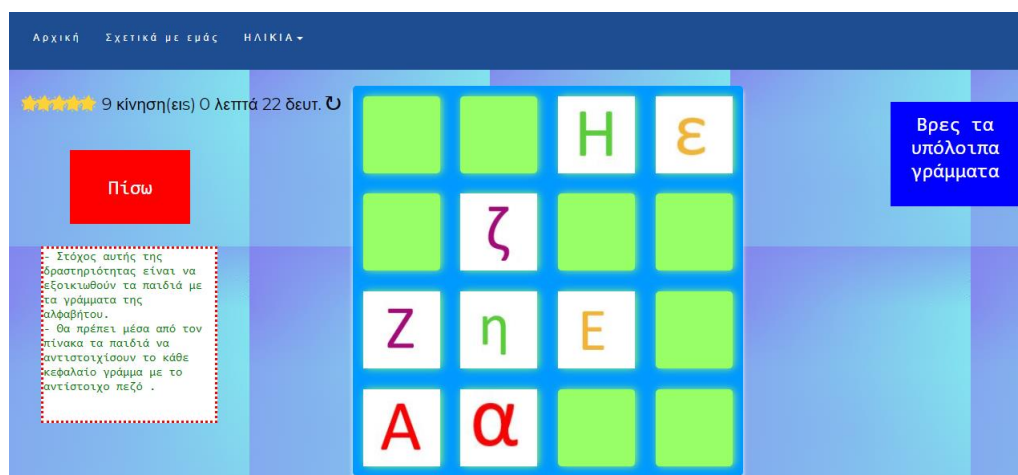 Αρχική Σχετικά με εμάς ΗΛΙΚΙΑ
9 κίνηση(εις) 0 λεπτά 22 δευτ.
Πίσω
- Στόχος αυτής της
δραστηριότητας είναι να
εξοικιωθούν τα παιδιά με
τα γράμματα της
αλφαβήτου.
- Θα πρέπει μέσα από τον
πίνακα τα παιδιά να
αντιστοιχίσουν το κάθε
κεφαλαίο γράμμα με το
αντίστοιχο πεζό .
Η ε
ζ
Ζ η Ε
Α α
Βρες τα
υπόλοιπα
γράμματα